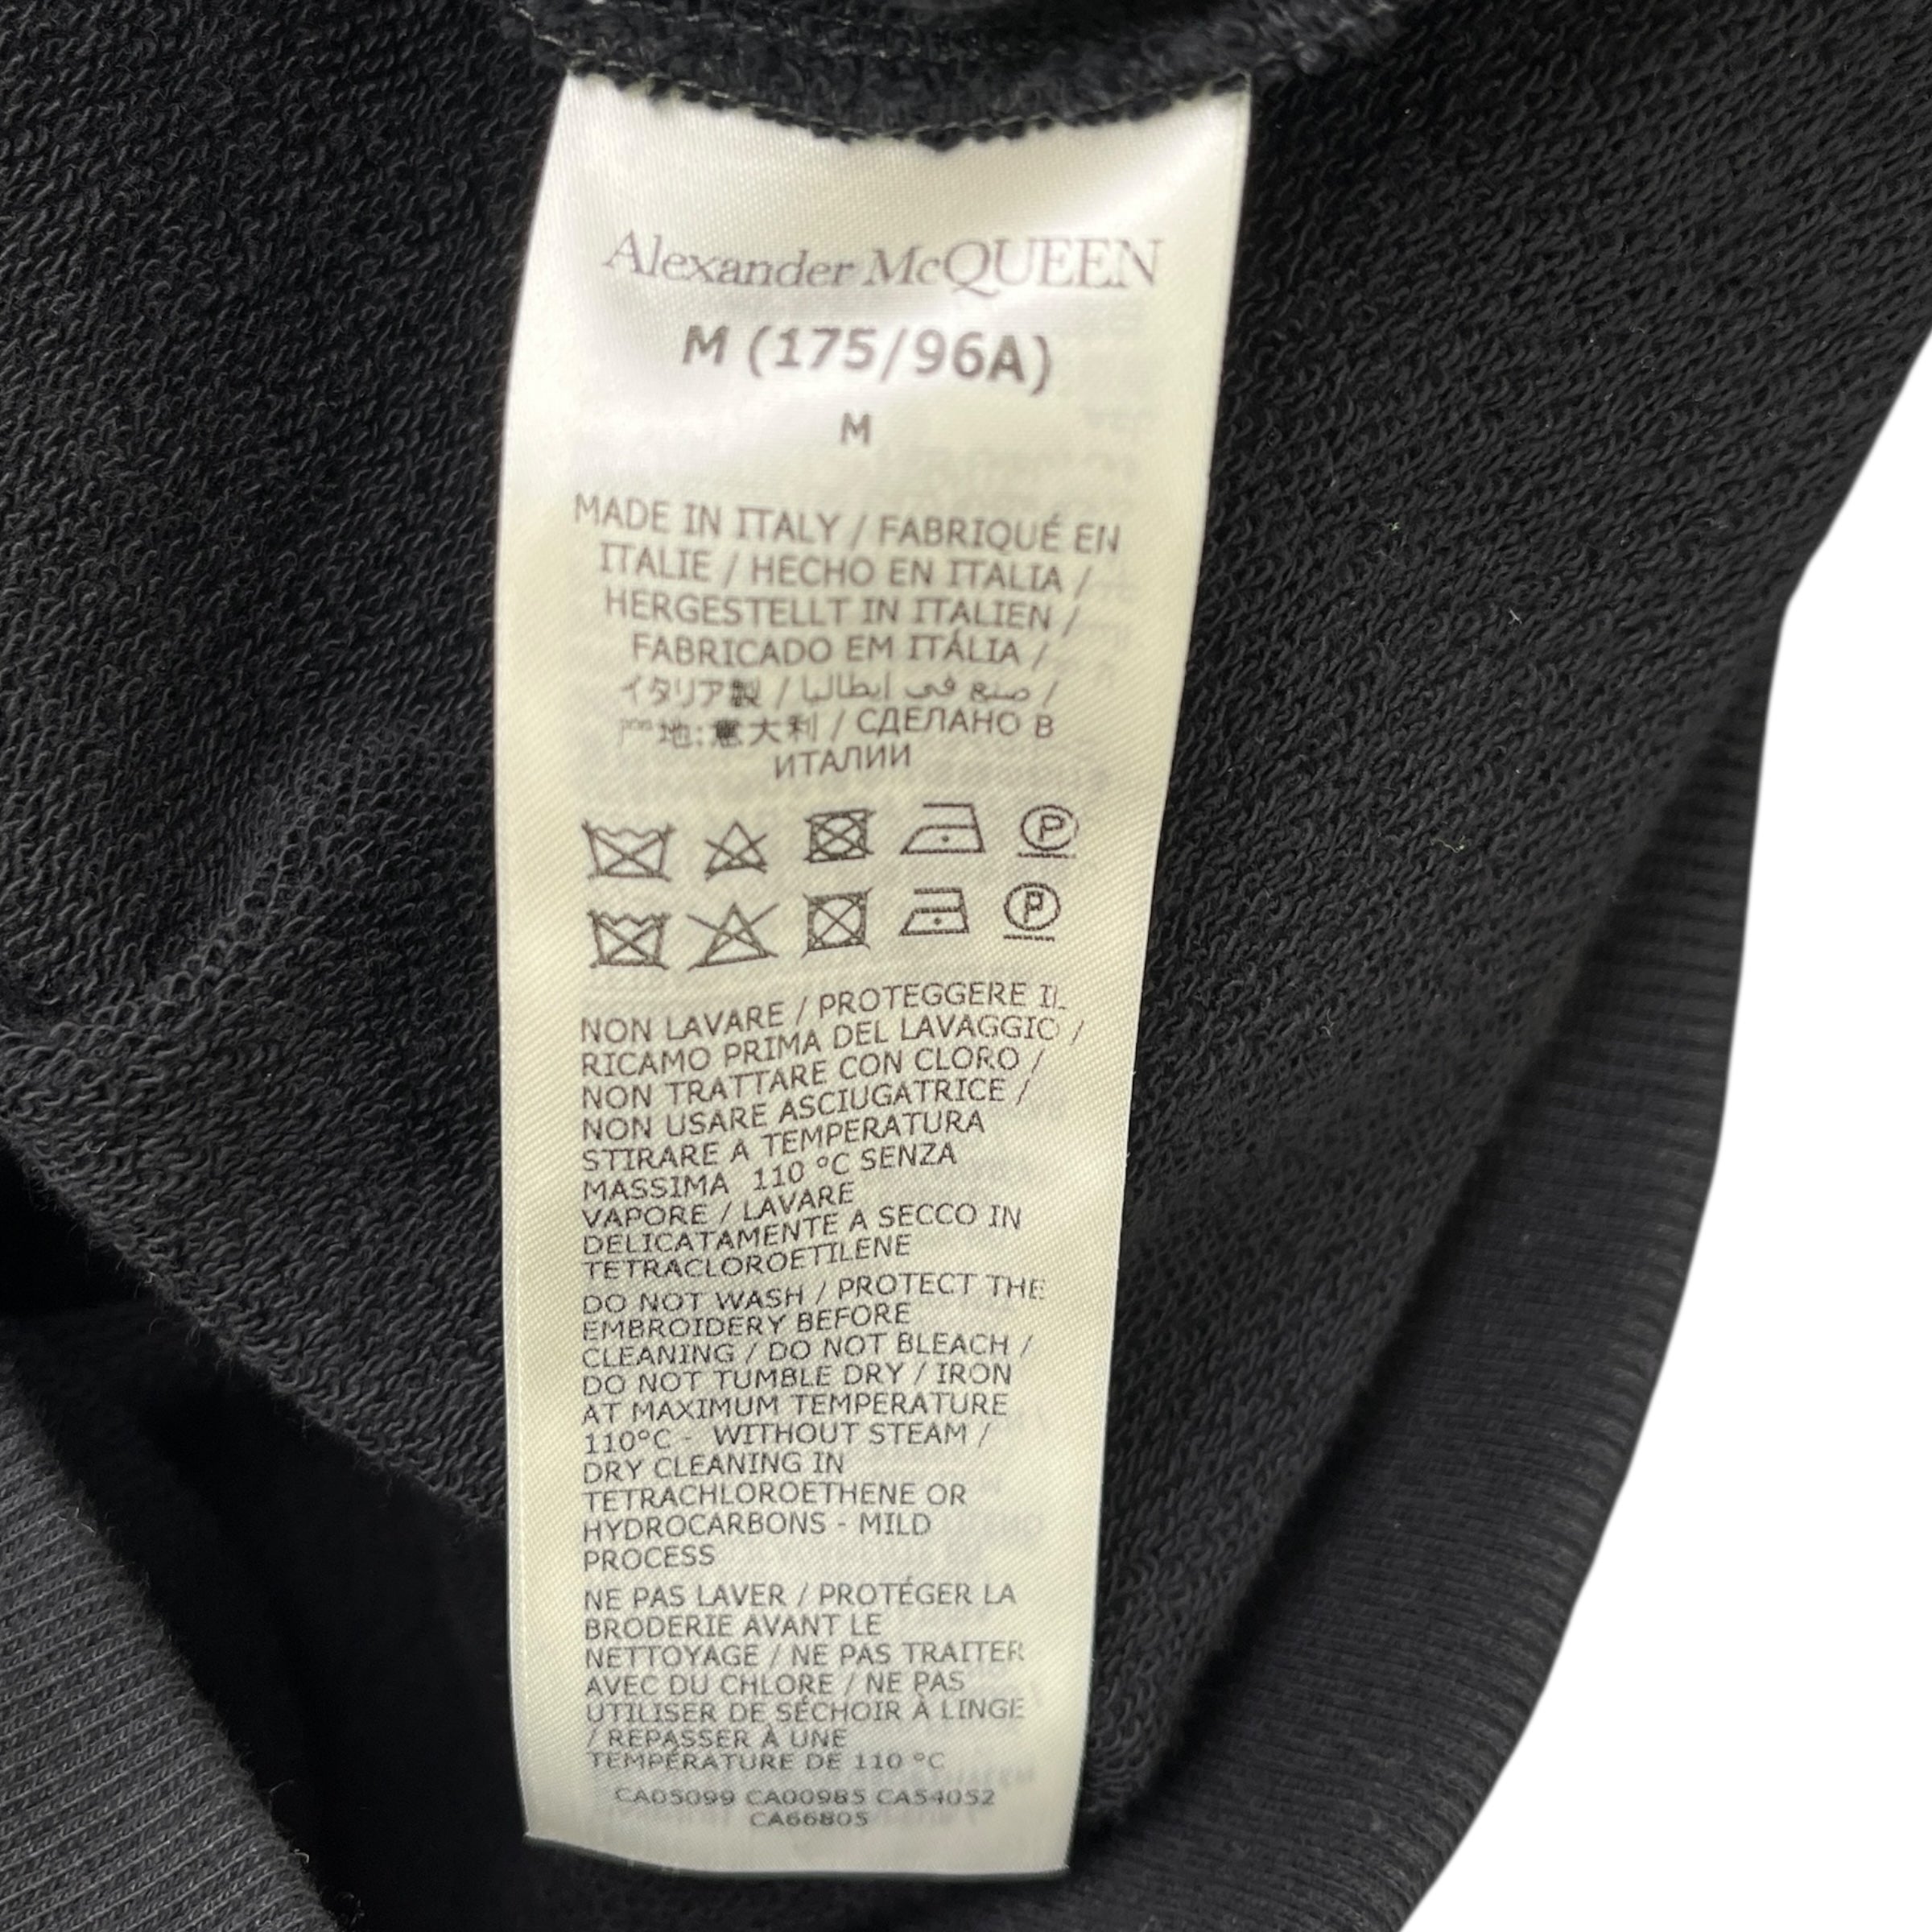 Alexander McQUEEN
M (175/96A)
M
MADE IN ITALY / FABRIQUÉ EN
ITALIE / HECHO EN ITALIA /
HERGESTELLT IN ITALIEN /
FABRICADO EM ITÁLIA /
イタリア製 / صنع في إيطاليا /
产地:意大利 / СДЕЛАНО В
ИТАЛИИ
P
P
NON LAVARE / PROTEGGERE IL
RICAMO PRIMA DEL LAVAGGIO /
NON TRATTARE CON CLORO /
NON USARE ASCIUGATRICE /
STIRARE A TEMPERATURA
MASSIMA 110 °C SENZA
VAPORE / LAVARE
DELICATAMENTE A SECCO IN
TETRACLOROETILENE
DO NOT WASH / PROTECT THE
EMBROIDERY BEFORE
CLEANING / DO NOT BLEACH /
DO NOT TUMBLE DRY / IRON
AT MAXIMUM TEMPERATURE
110°C - WITHOUT STEAM /
DRY CLEANING IN
TETRACHLOROETHENE OR
HYDROCARBONS - MILD
PROCESS
NE PAS LAVER / PROTÉGER LA
BRODERIE AVANT LE
NETTOYAGE / NE PAS TRAITER
AVEC DU CHLORE / NE PAS
UTILISER DE SÉCHOIR À LINGE
/ REPASSER À UNE
TEMPÉRATURE DE 110 °C
CA05099 CA00985 CA54052
CA66805